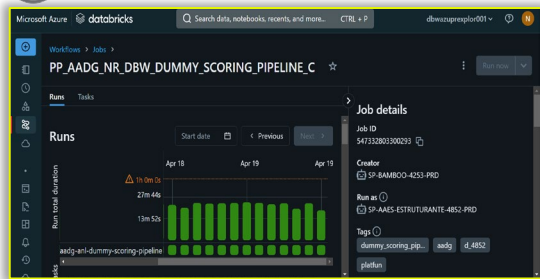 Microsoft Azure databricks Search data, notebooks, recents, and more... CTRL + P dbwazuprexplor001 N
Workflows > Jobs >
PP_AADG_NR_DBW_DUMMY_SCORING_PIPELINE_C Run now
Runs Tasks
Job details
Runs Start date Previous Next
Job ID
547332803300293
Apr 18 Apr 19 Apr 19
Creator
SP-BAMBOO-4253-PRD
Run total duration
1h 0m 0s
27m 44s
13m 52s
Run as
SP-AAES-ESTRUTURANTE-4852-PRD
Tags
dummy_scoring_pip... aadg d_4852
platfun
aadg-anl-dummy-scoring-pipeline
Tasks